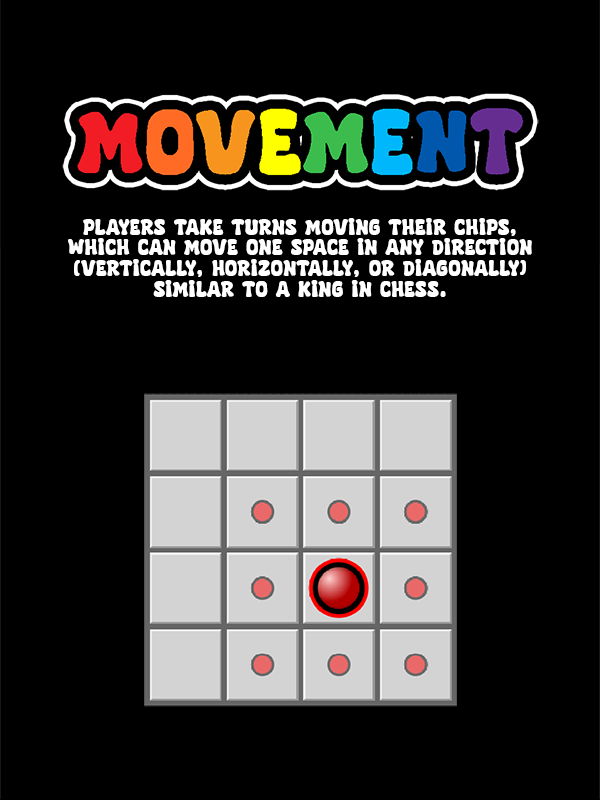 MOVEMENT
PLAYERS TAKE TURNS MOVING THEIR CHIPS,
WHICH CAN MOVE ONE SPACE IN ANY DIRECTION
(VERTICALLY, HORIZONTALLY, OR DIAGONALLY)
SIMILAR TO A KING IN CHESS.